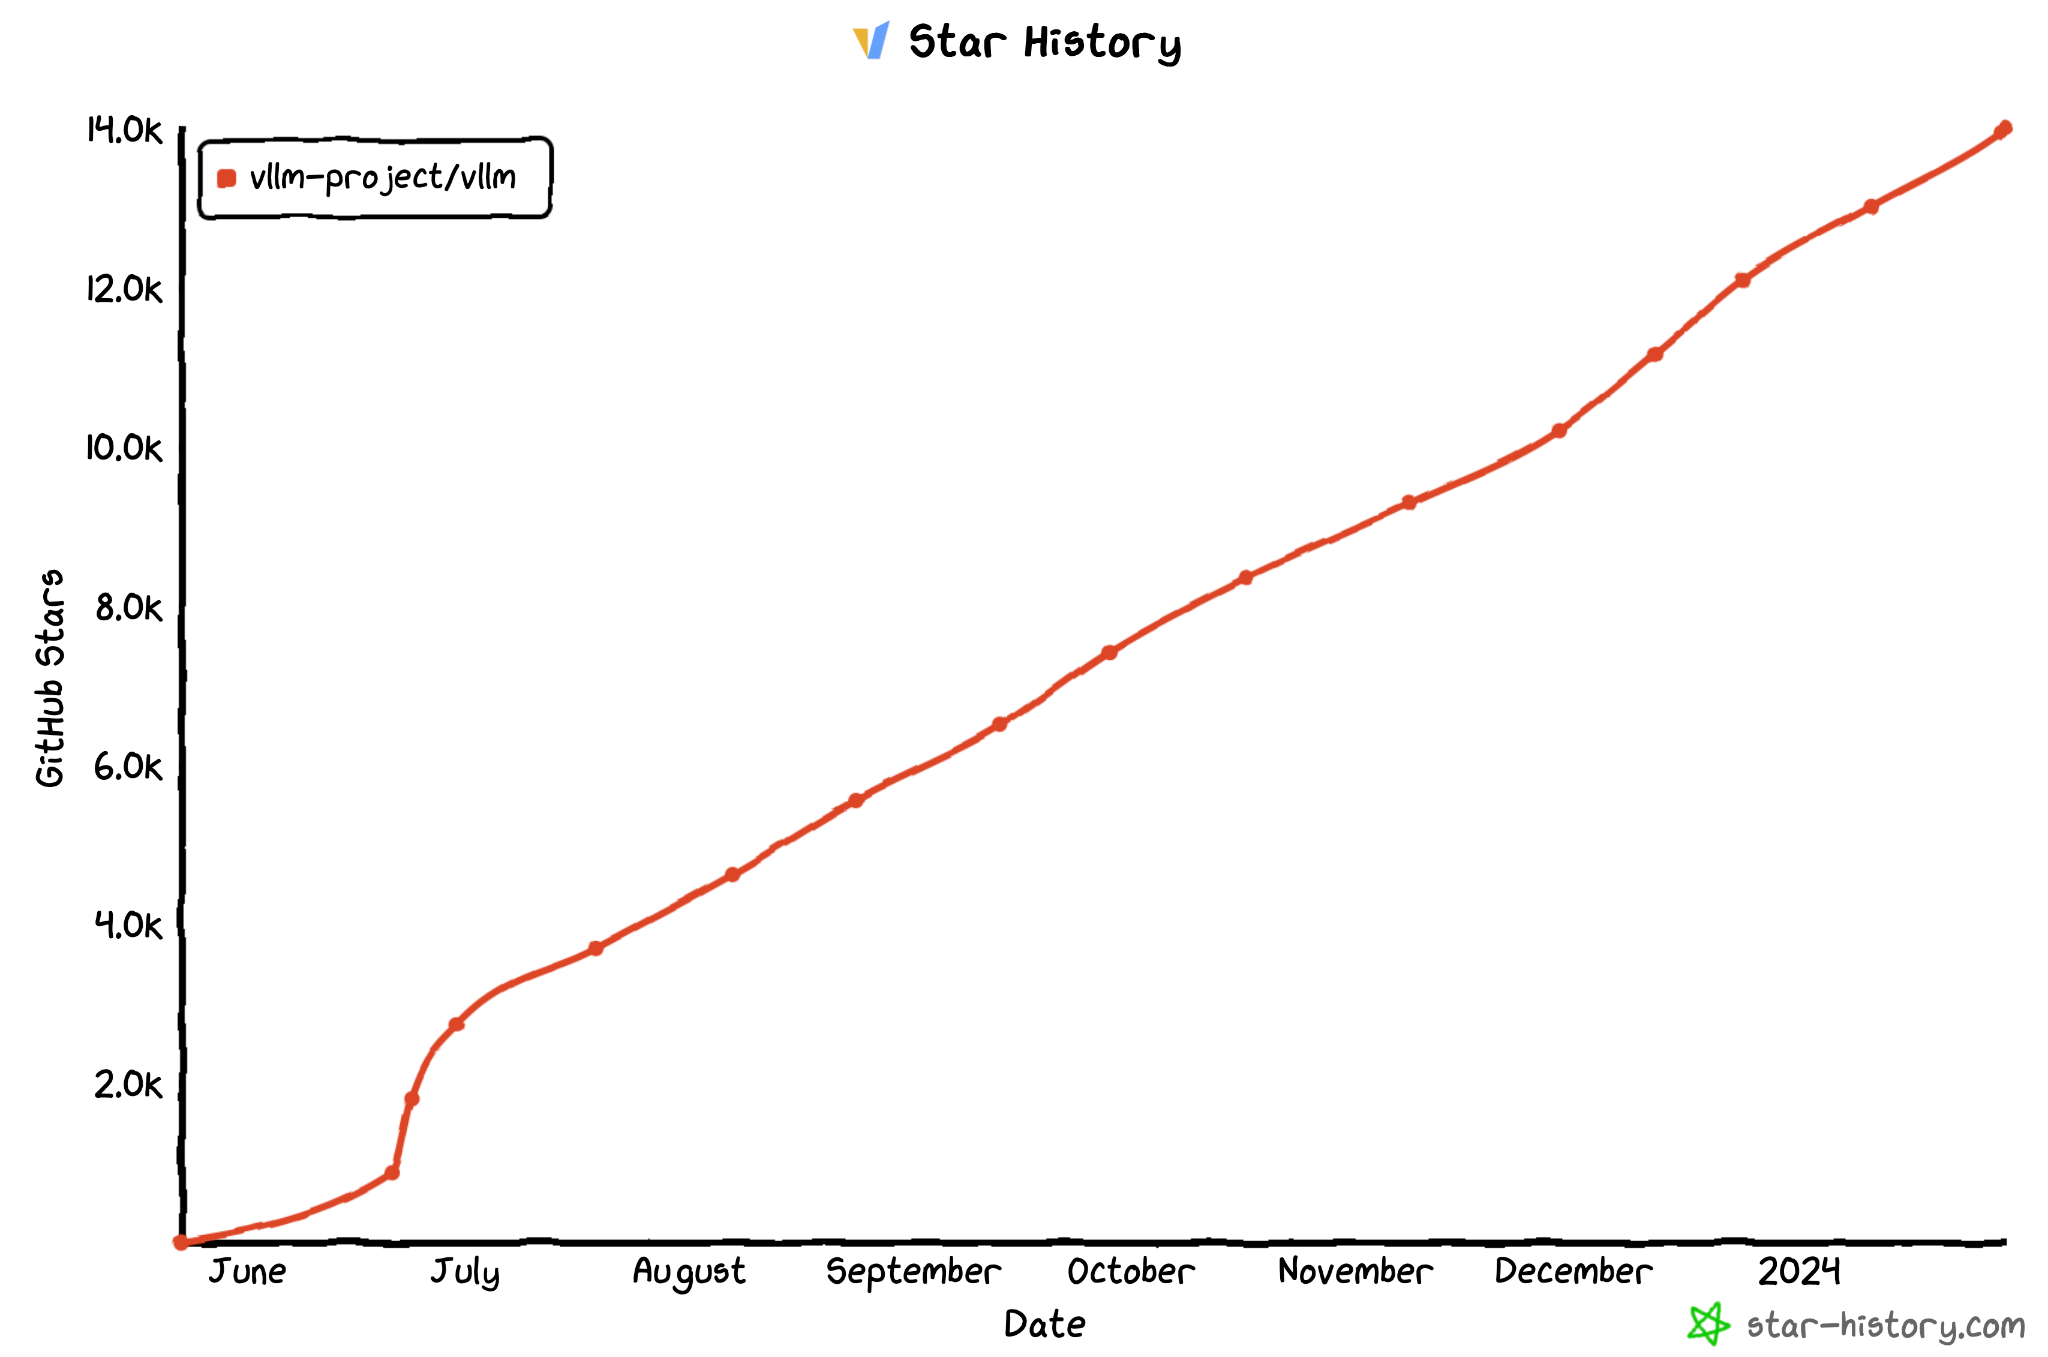 Star History
14.0K
vllm-project/vllm
12.0K
10.0K
8.0K
6.0K
4.0K
2.0K
GitHub Stars
June July August September October November December 2024
Date
star-history.com